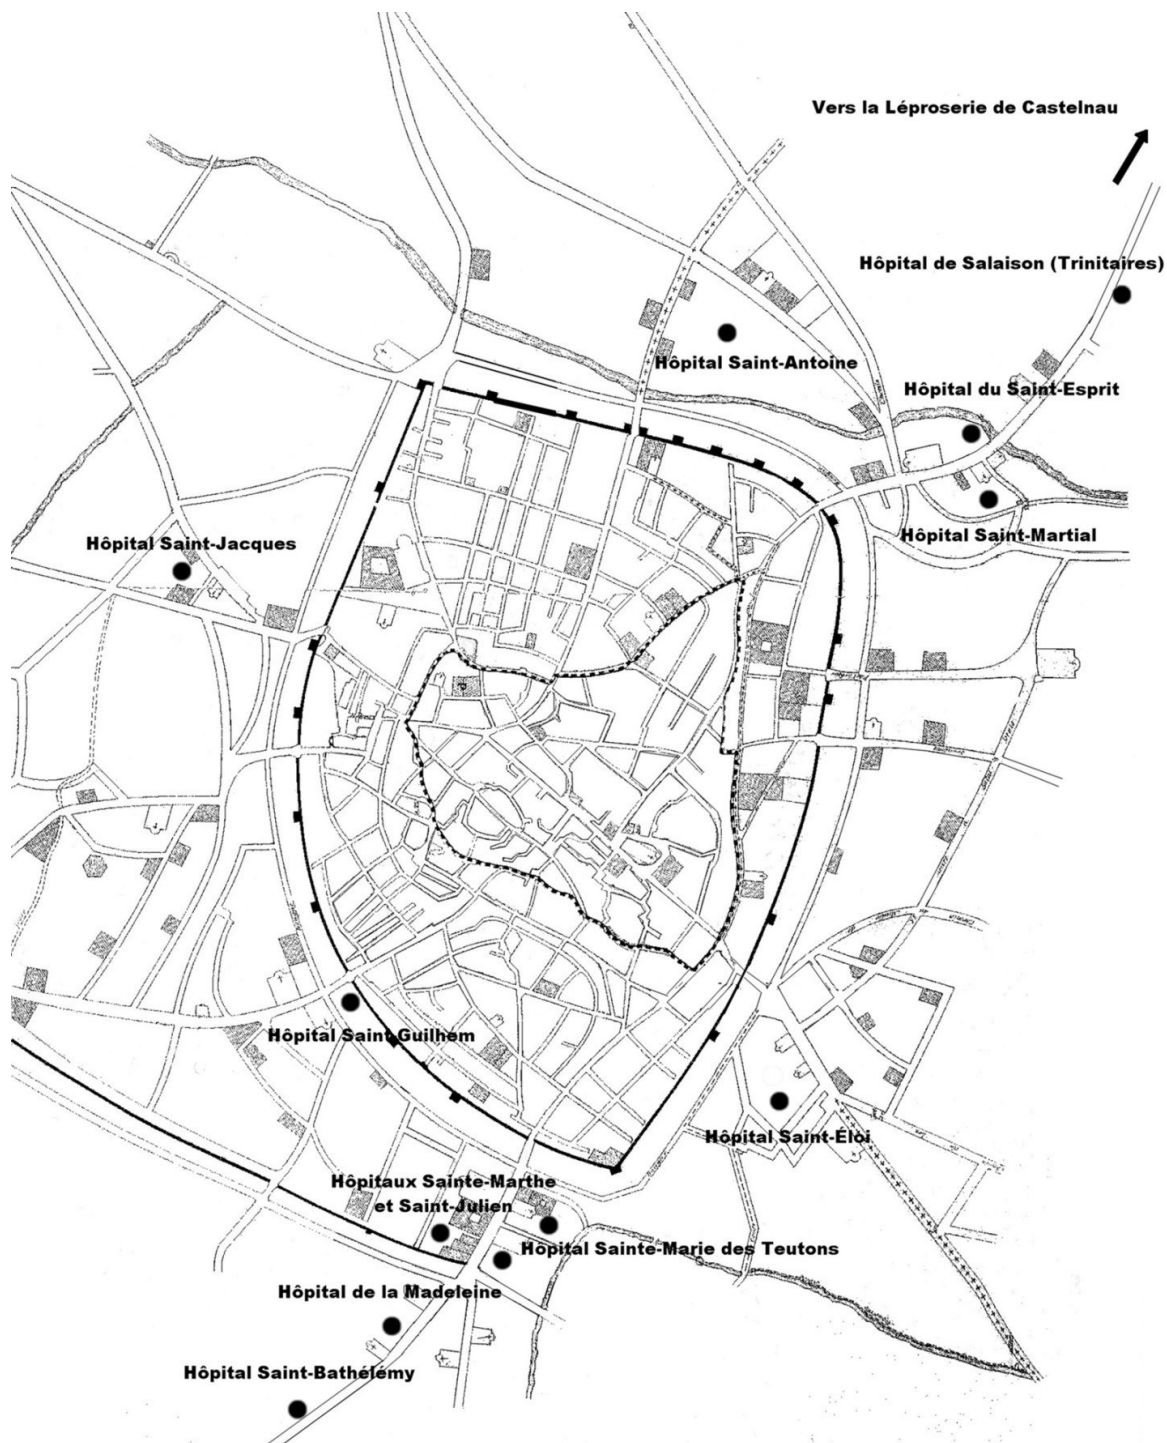 Vers la Léproserie de Castelnau
Hôpital de Salaison (Trinitaires)
Hôpital Saint-Antoine
Hôpital du Saint-Esprit
Hôpital Saint-Martial
Hôpital Saint-Jacques
Hôpital Saint Guilhem
Hôpital Saint-Éloi
Hôpitaux Sainte-Marthe
et Saint-Julien
Hôpital Sainte-Marie des Teutons
Hôpital de la Madeleine
Hôpital Saint-Bathélémy